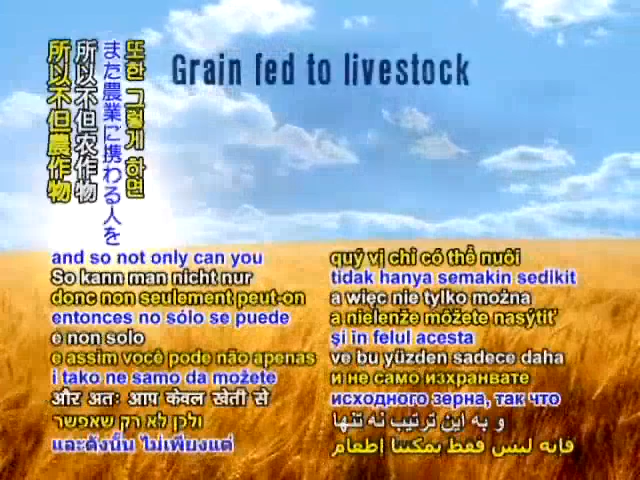 Grain fed to livestock
所以不但農作物
所以不但农作物
また農業に携わる人を
또한 그렇게 하면
and so not only can you
So kann man nicht nur
donc non seulement peut-on
entonces no sólo se puede
e non solo
e assim você pode não apenas
i tako ne samo da možete
और अतः आप केवल खेती से
ולכן לא רק שאפשר
และดังนั้น ไม่เพียงแต่
quý vị chỉ có thể nuôi
tidak hanya semakin sedikit
a więc nie tylko można
a nielenže môžete nasýtiť
şi în felul acesta
ve bu yüzden sadece daha
и не само изхранвате
исходного зерна, так что
و به این ترتیب نه تنها
فإنه ليس فقط يمكننا إطعام